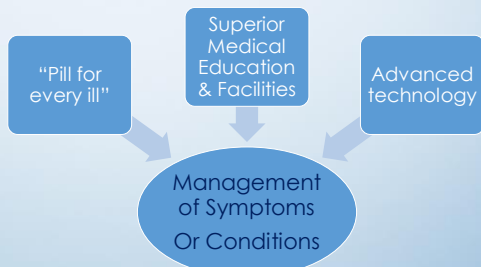 “Pill for
every ill”
Superior
Medical
Education
& Facilities
Advanced
technology
Management
of Symptoms
Or Conditions